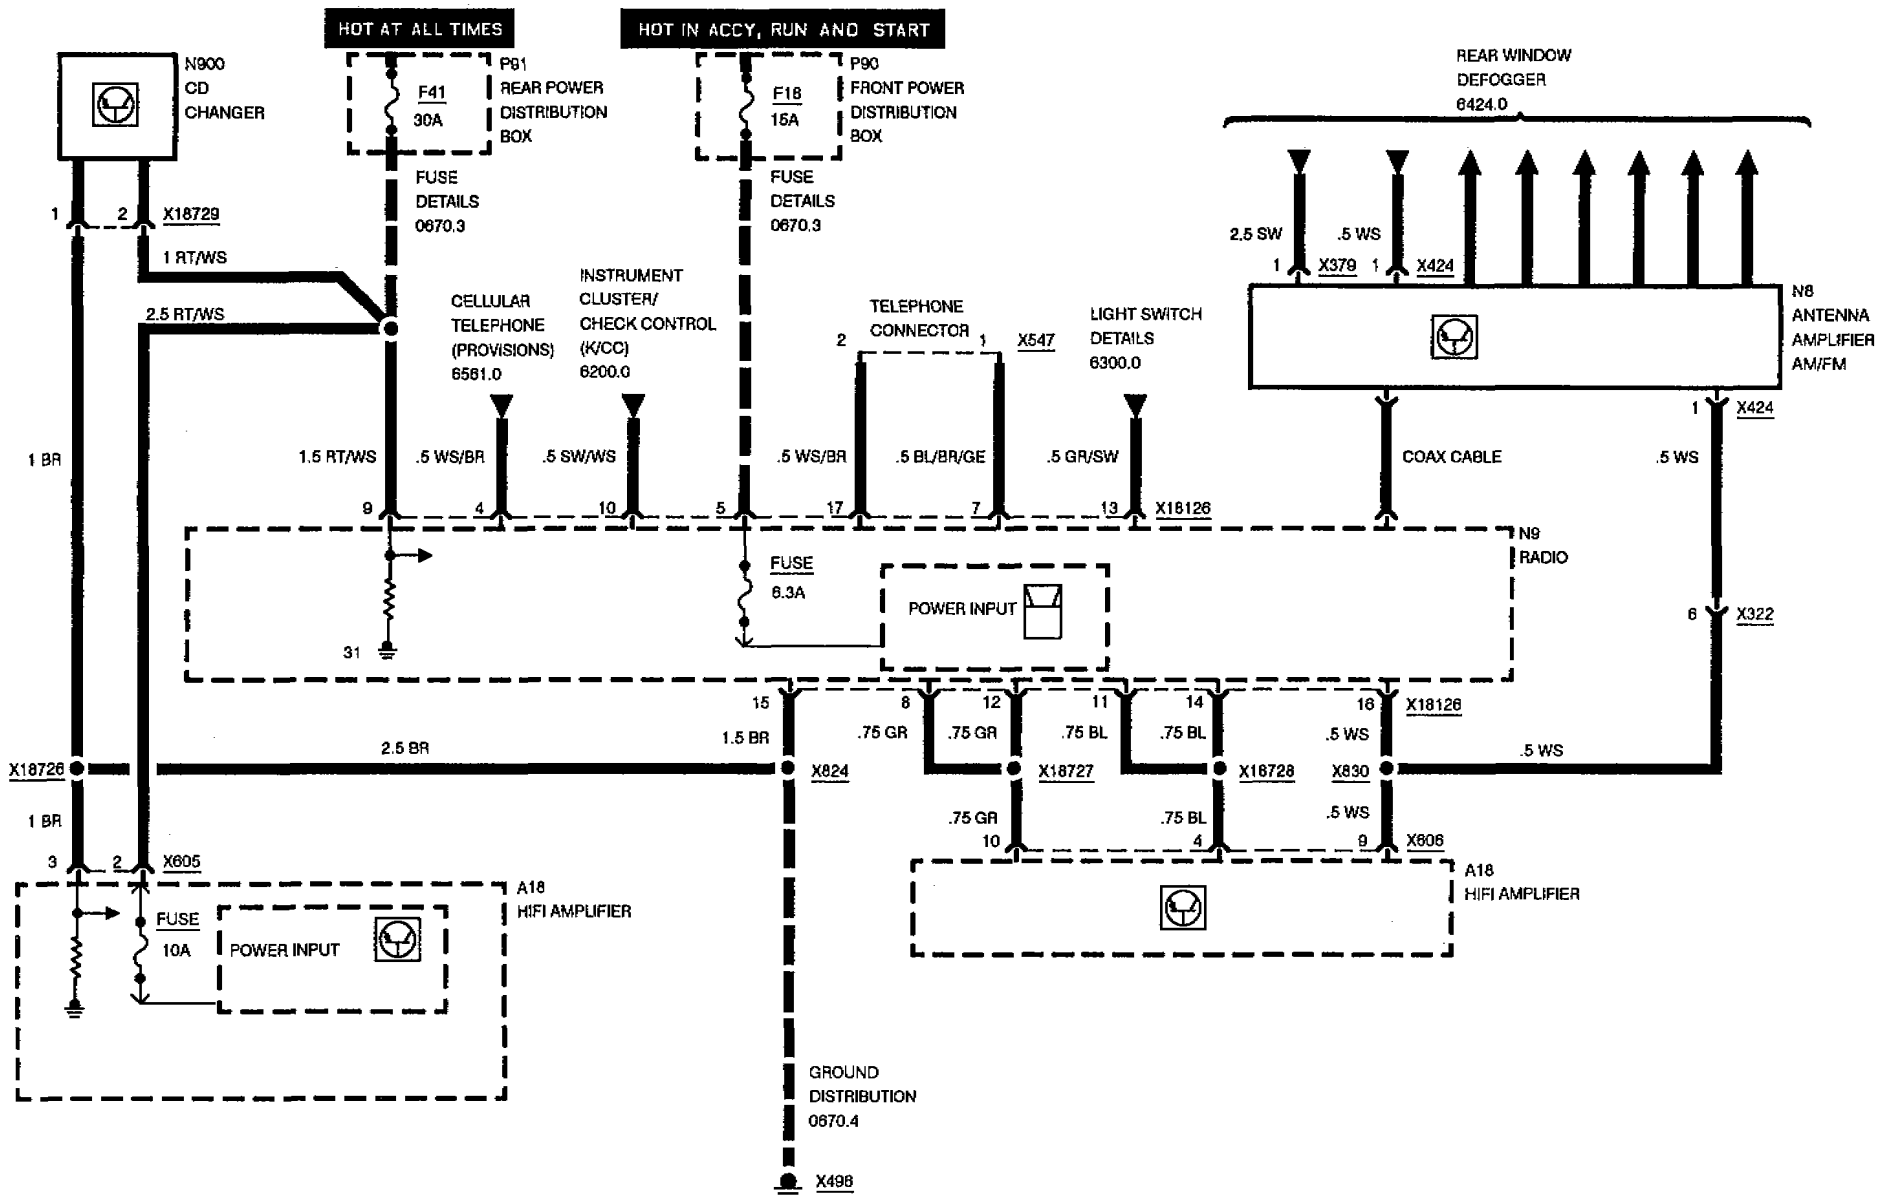 HOT AT ALL TIMES
HOT IN ACCY, RUN AND START
N900
CD
CHANGER
F41
30A
P91
REAR POWER
DISTRIBUTION
BOX
F18
15A
P90
FRONT POWER
DISTRIBUTION
BOX
REAR WINDOW
DEFOGGER
6424.0
FUSE
DETAILS
0670.3
FUSE
DETAILS
0670.3
1
2
X18729
1 RT/WS
2.5 RT/WS
2.5 SW
.5 WS
1
X379
1
X424
CELLULAR
TELEPHONE
(PROVISIONS)
6561.0
INSTRUMENT
CLUSTER/
CHECK CONTROL
(K/CC)
6200.0
TELEPHONE
CONNECTOR
2
1
X547
LIGHT SWITCH
DETAILS
6300.0
N8
ANTENNA
AMPLIFIER
AM/FM
1
X424
1 BR
1.5 RT/WS
.5 WS/BR
.5 SW/WS
.5 WS/BR
.5 BL/BR/GE
.5 GR/SW
COAX CABLE
.5 WS
9
4
10
5
17
7
13
X18126
N9
RADIO
FUSE
6.3A
POWER INPUT
31
6
X322
15
8
12
11
14
16
X18126
1.5 BR
.75 GR
.75 GR
.75 BL
.75 BL
.5 WS
2.5 BR
.5 WS
X18726
X824
X18727
X18728
X830
1 BR
.75 GR
.75 BL
.5 WS
3
2
X605
10
4
9
X606
A18
HIFI AMPLIFIER
FUSE
10A
POWER INPUT
A18
HIFI AMPLIFIER
GROUND
DISTRIBUTION
0670.4
X498